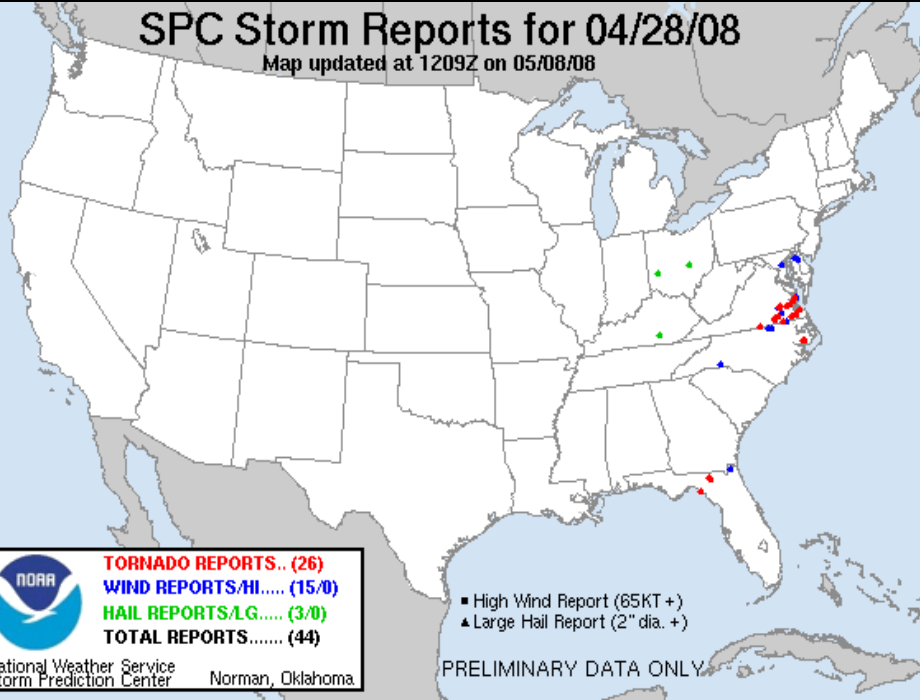 SPC Storm Reports for 04/28/08
Map updated at 1209Z on 05/08/08
NOAA
TORNADO REPORTS.. (26)
WIND REPORTS/HI..... (15/0)
HAIL REPORTS/LG..... (3/0)
TOTAL REPORTS....... (44)
ational Weather Service
torm Prediction Center
Norman, Oklahoma
High Wind Report (65KT +)
Large Hail Report (2" dia. +)
PRELIMINARY DATA ONLY